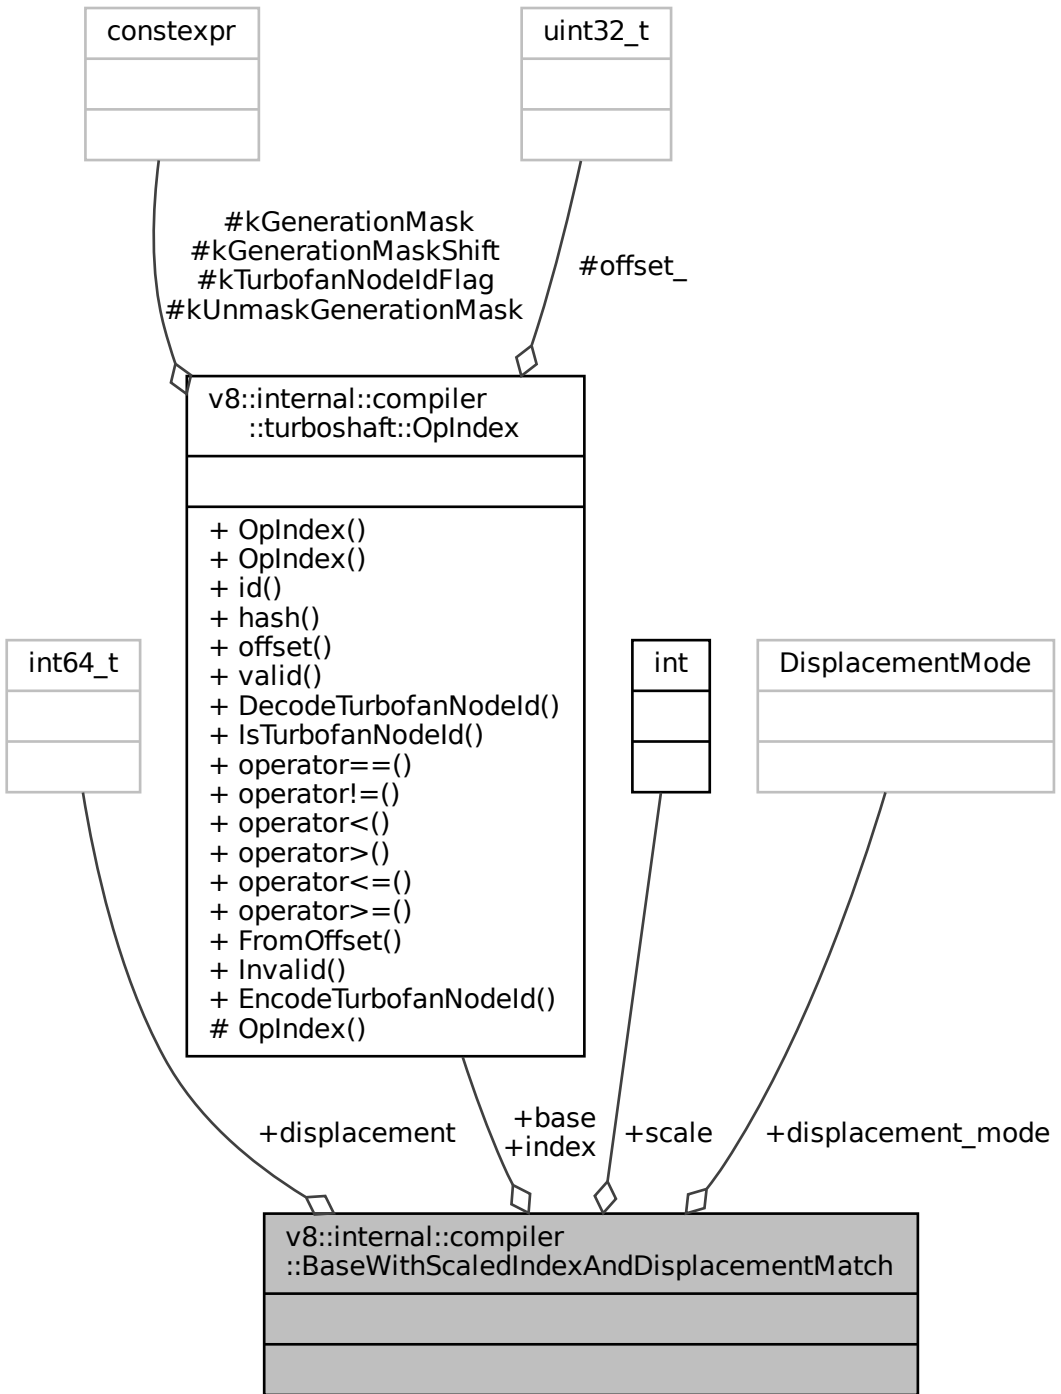 constexpr
uint32_t
#kGenerationMask
#kGenerationMaskShift
#kTurbofanNodeIdFlag
#kUnmaskGenerationMask
#offset_
v8::internal::compiler
::turboshaft::OpIndex
+ OpIndex()
+ OpIndex()
+ id()
+ hash()
+ offset()
+ valid()
+ DecodeTurbofanNodeId()
+ IsTurbofanNodeId()
+ operator==()
+ operator!=()
+ operator<()
+ operator>()
+ operator<=()
+ operator>=()
+ FromOffset()
+ Invalid()
+ EncodeTurbofanNodeId()
# OpIndex()
int64_t
int
DisplacementMode
+displacement
+base
+index
+scale
+displacement_mode
v8::internal::compiler
::BaseWithScaledIndexAndDisplacementMatch